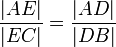 |AE| / |EC| = |AD| / |DB|